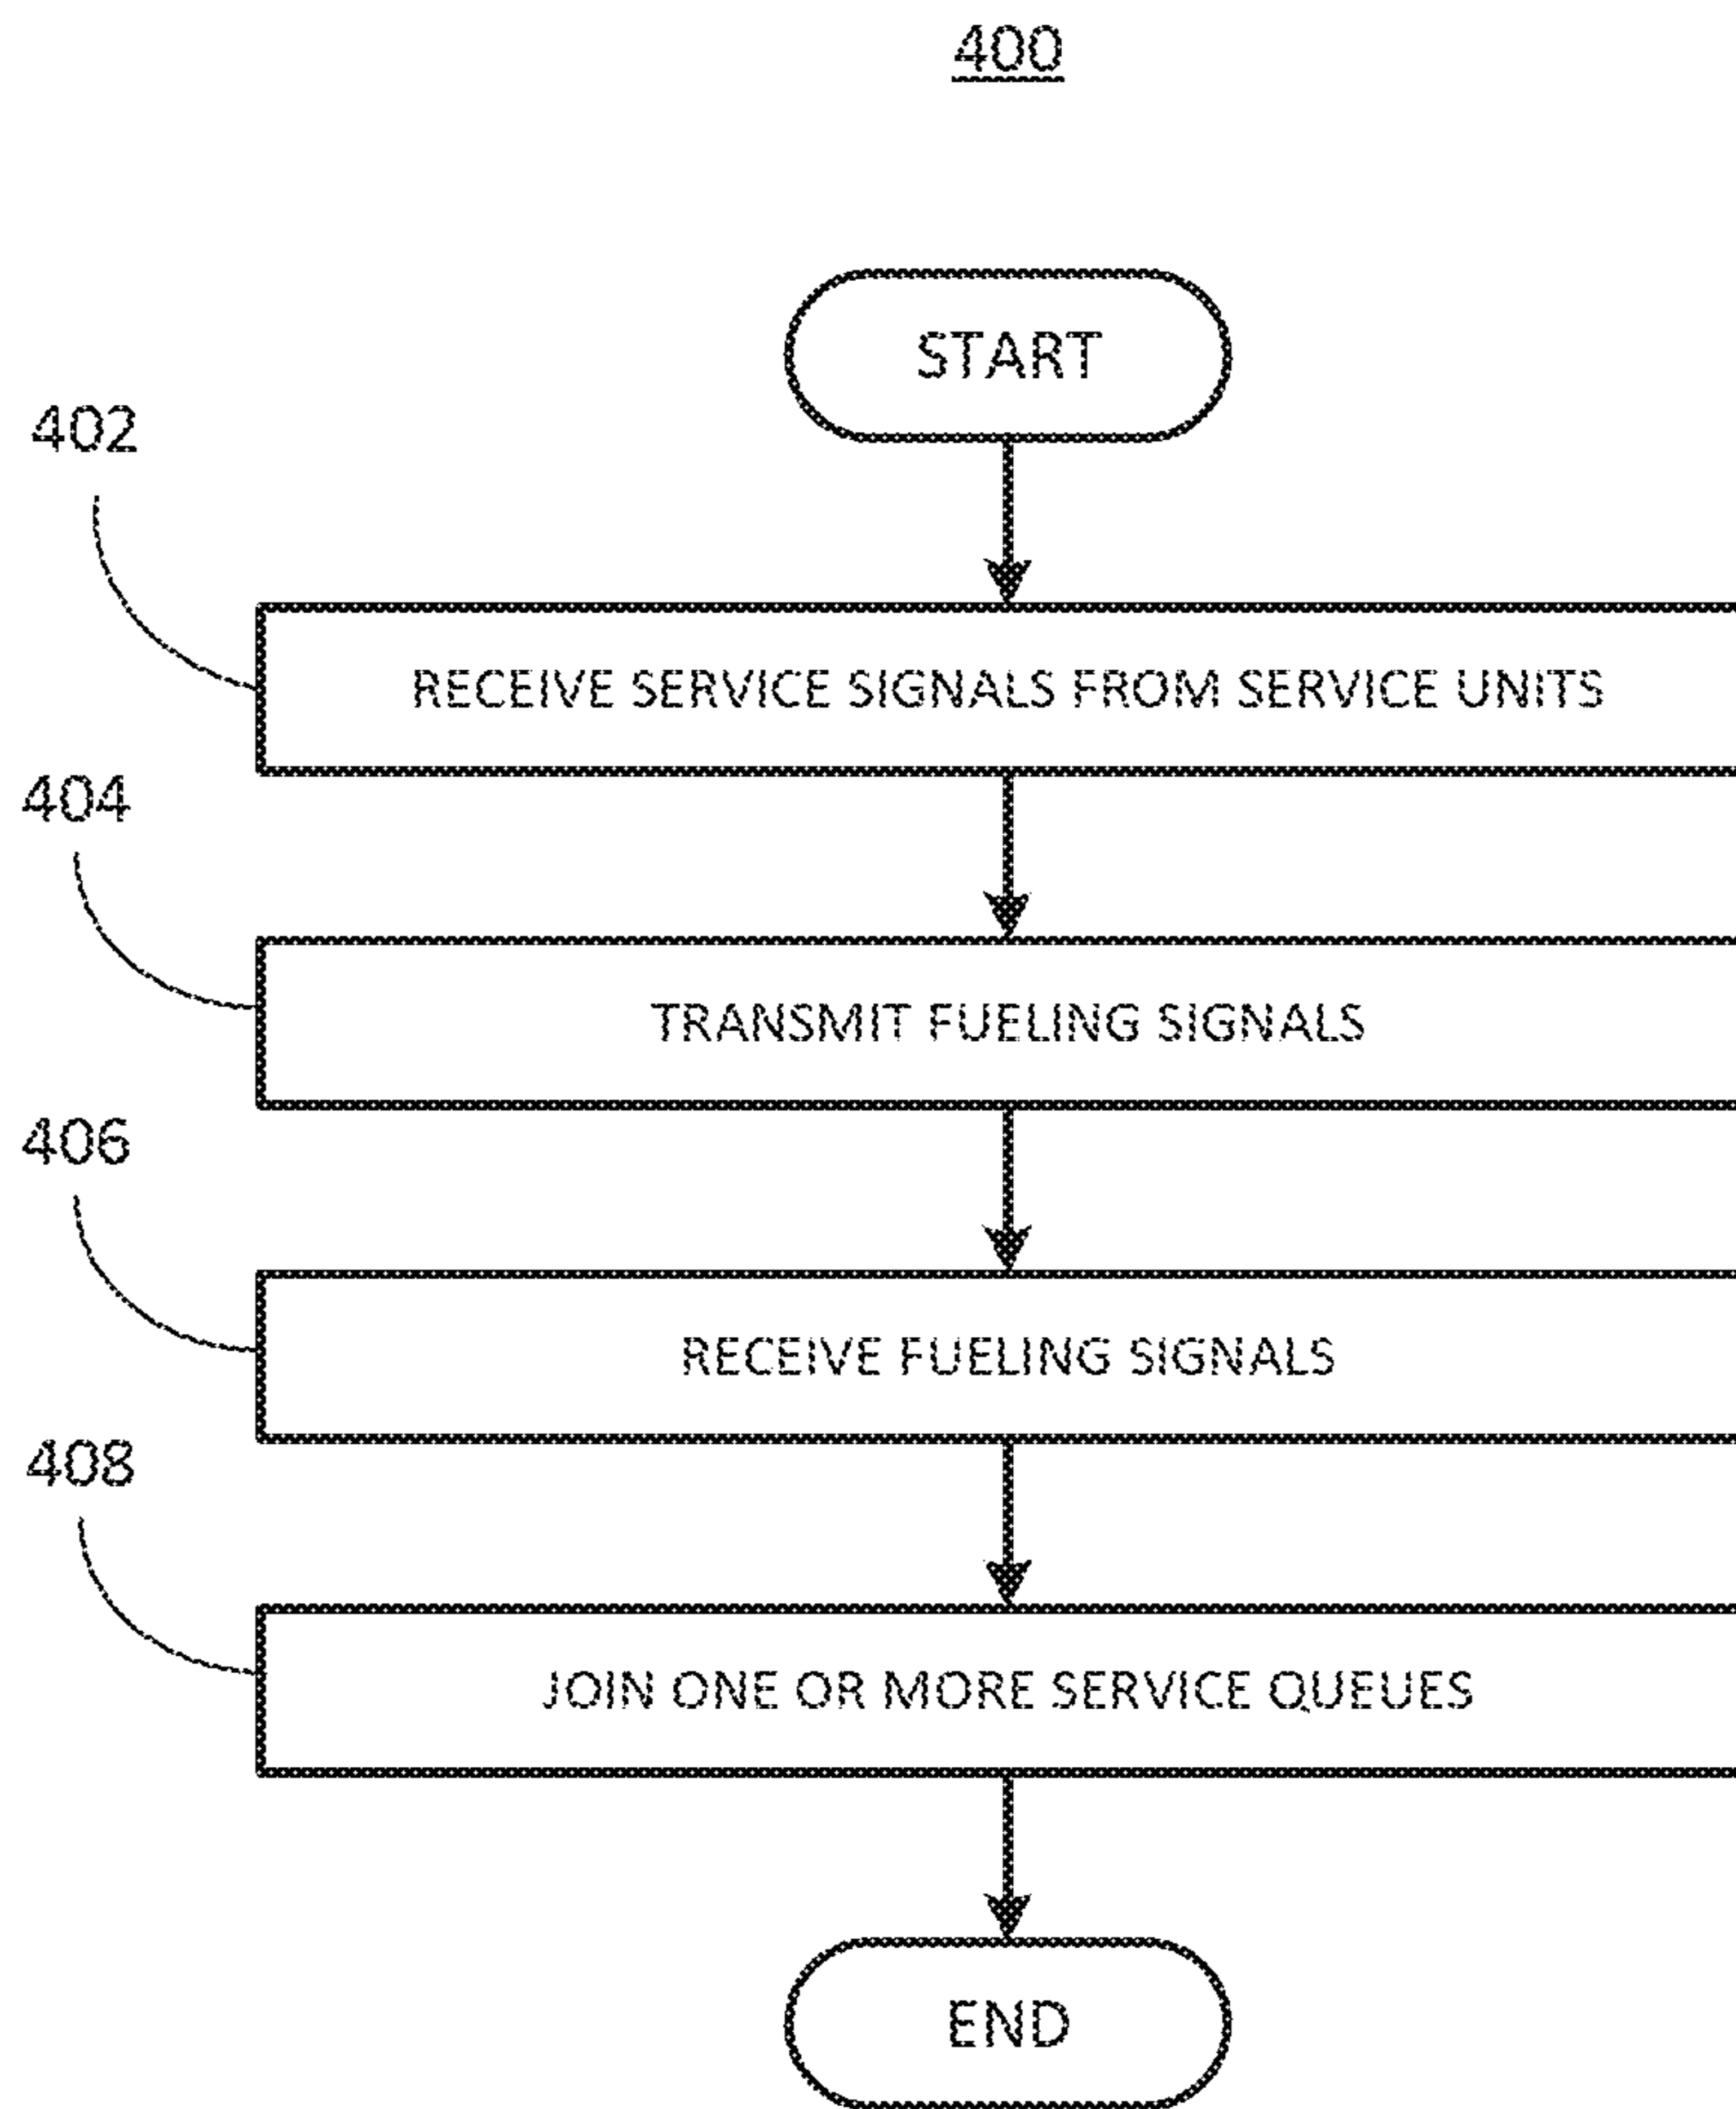 400
START
402
RECEIVE SERVICE SIGNALS FROM SERVICE UNITS
404
TRANSMIT FUELING SIGNALS
406
RECEIVE FUELING SIGNALS
408
JOIN ONE OR MORE SERVICE QUEUES
END